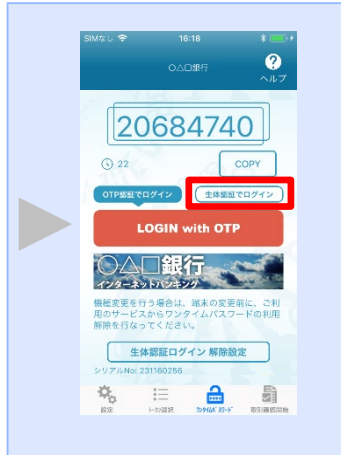 SIMなし 16:18
○△□銀行
ヘルプ
20684740
22 COPY
OTP認証でログイン 生体認証でログイン
LOGIN with OTP
○△□銀行
インターネットバンキング
機種変更を行う場合は、端末の変更前に、ご利
用のサービスからワンタイムパスワードの利用
解除を行なってください。
生体認証ログイン 解除設定
シリアルNo: 231160256
設定 トークン選択 ワンタイムパスワード 取引確認開始